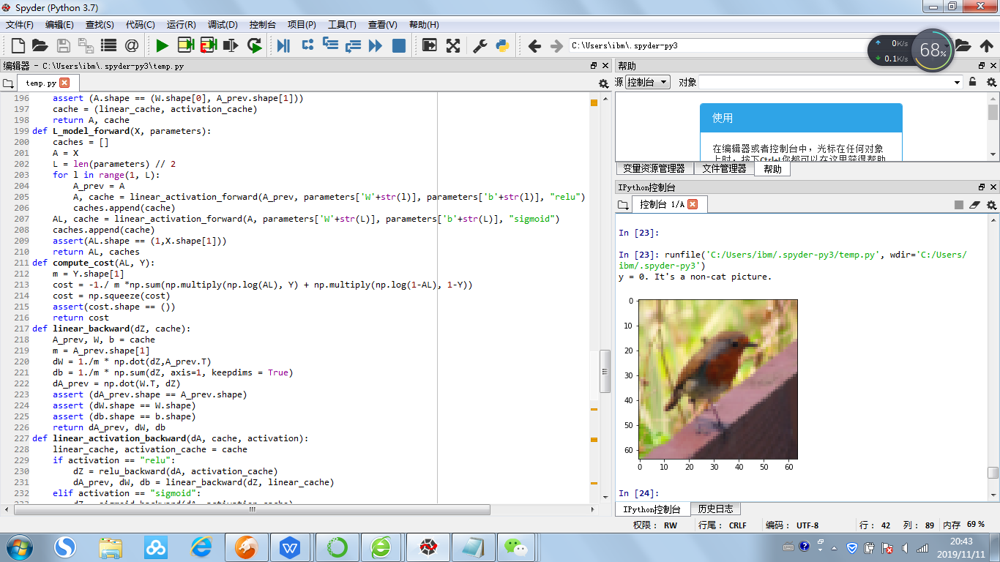 Spyder (Python 3.7)
文件(F) 编辑(E) 查找(S) 代码(C) 运行(R) 调试(D) 控制台 项目(P) 工具(T) 查看(V) 帮助(H)
C:\Users\ibm\.spyder-py3
0K/s
0.1K/s
68%
编辑器 - C:\Users\ibm\.spyder-py3\temp.py
temp.py
196 assert (A.shape == (W.shape[0], A_prev.shape[1]))
197 cache = (linear_cache, activation_cache)
198 return A, cache
199 def L_model_forward(X, parameters):
200 caches = []
201 A = X
202 L = len(parameters) // 2
203 for l in range(1, L):
204 A_prev = A
205 A, cache = linear_activation_forward(A_prev, parameters['W'+str(l)], parameters['b'+str(l)], "relu")
206 caches.append(cache)
207 AL, cache = linear_activation_forward(A, parameters['W'+str(L)], parameters['b'+str(L)], "sigmoid")
208 caches.append(cache)
209 assert(AL.shape == (1,X.shape[1]))
210 return AL, caches
211 def compute_cost(AL, Y):
212 m = Y.shape[1]
213 cost = -1./ m *np.sum(np.multiply(np.log(AL), Y) + np.multiply(np.log(1-AL), 1-Y))
214 cost = np.squeeze(cost)
215 assert(cost.shape == ())
216 return cost
217 def linear_backward(dZ, cache):
218 A_prev, W, b = cache
219 m = A_prev.shape[1]
220 dW = 1./m * np.dot(dZ,A_prev.T)
221 db = 1./m * np.sum(dZ, axis=1, keepdims = True)
222 dA_prev = np.dot(W.T, dZ)
223 assert (dA_prev.shape == A_prev.shape)
224 assert (dW.shape == W.shape)
225 assert (db.shape == b.shape)
226 return dA_prev, dW, db
227 def linear_activation_backward(dA, cache, activation):
228 linear_cache, activation_cache = cache
229 if activation == "relu":
230 dZ = relu_backward(dA, activation_cache)
231 dA_prev, dW, db = linear_backward(dZ, linear_cache)
232 elif activation == "sigmoid":
帮助
源 控制台 对象
使用
在编辑器或者控制台中，光标在任何对象
上时，按下Ctrl+I你都可以在这里获得帮助
变量资源管理器 文件管理器 帮助
IPython控制台
控制台 1/A
In [23]:
In [23]: runfile('C:/Users/ibm/.spyder-py3/temp.py', wdir='C:/Users/
ibm/.spyder-py3')
y = 0. It's a non-cat picture.
0
10
20
30
40
50
60
0 10 20 30 40 50 60
In [24]:
IPython控制台 历史日志
权限： RW 行尾： CRLF 编码： UTF-8 行： 42 列： 89 内存 69 %
20:43
2019/11/11